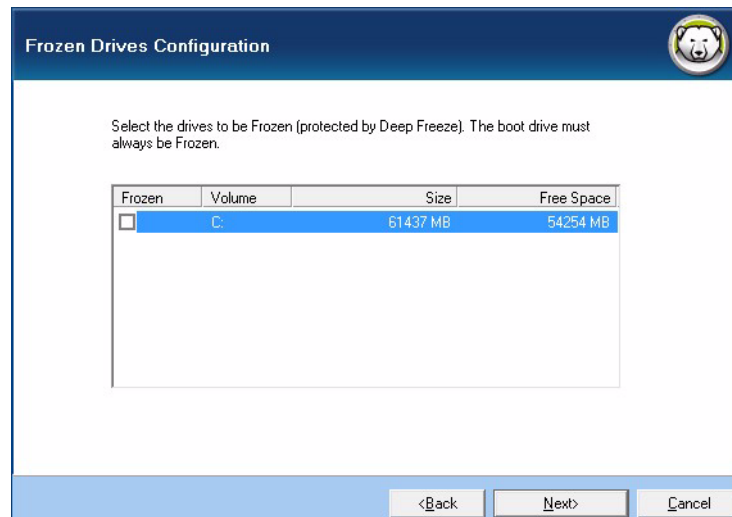 Frozen Drives Configuration
Select the drives to be Frozen (protected by Deep Freeze). The boot drive must
always be Frozen.
Frozen Volume Size Free Space
C: 61437 MB 54254 MB
<Back Next> Cancel